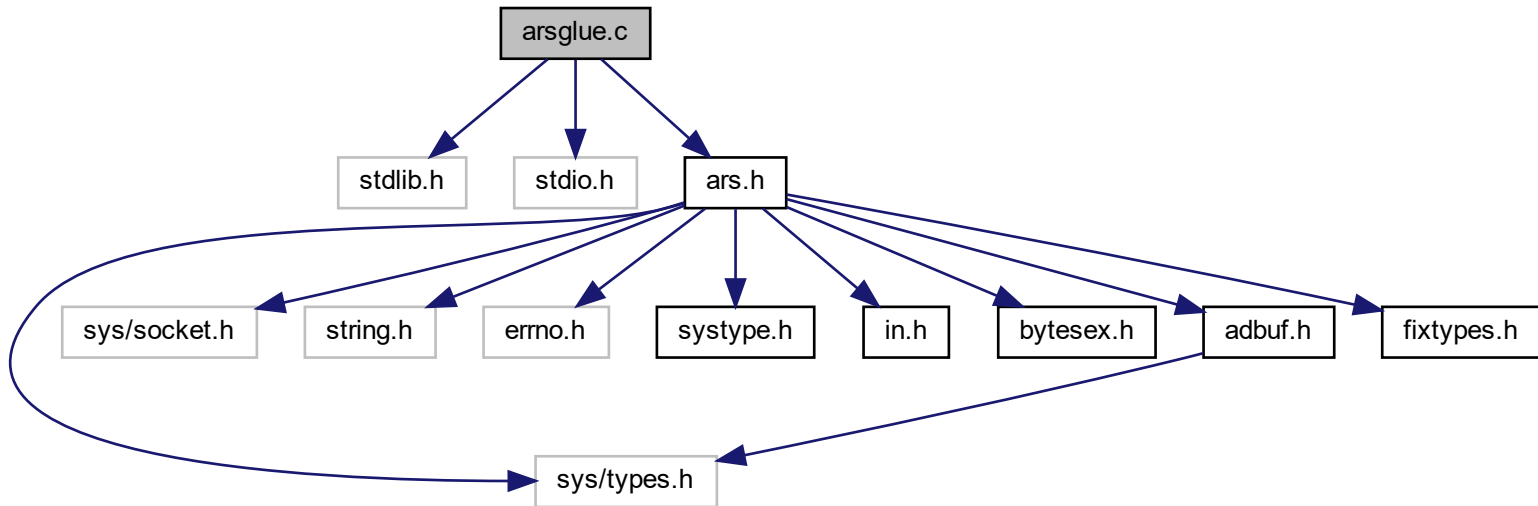 arsglue.c
stdlib.h
stdio.h
ars.h
sys/socket.h
string.h
errno.h
systype.h
in.h
bytesex.h
adbuf.h
fixtypes.h
sys/types.h